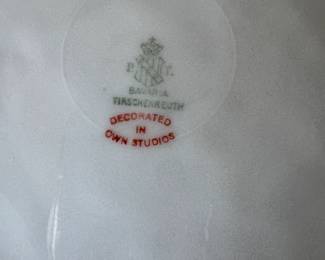 P. T.
BAVARIA
TIRSCHENREUTH
DECORATED
IN
OWN STUDIOS